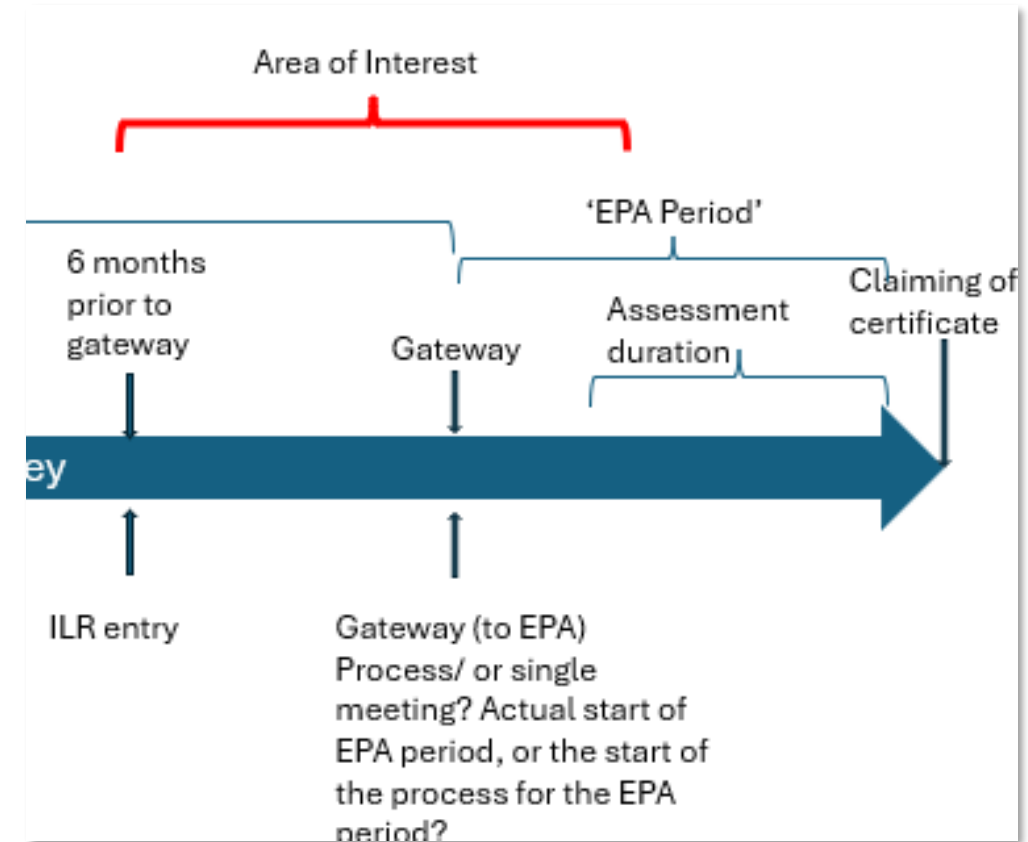 Area of Interest
‘EPA Period’
6 months
prior to
gateway
Gateway
Assessment
duration
Claiming of
certificate
ey
ILR entry
Gateway (to EPA)
Process/ or single
meeting? Actual start of
EPA period, or the start of
the process for the EPA
period?